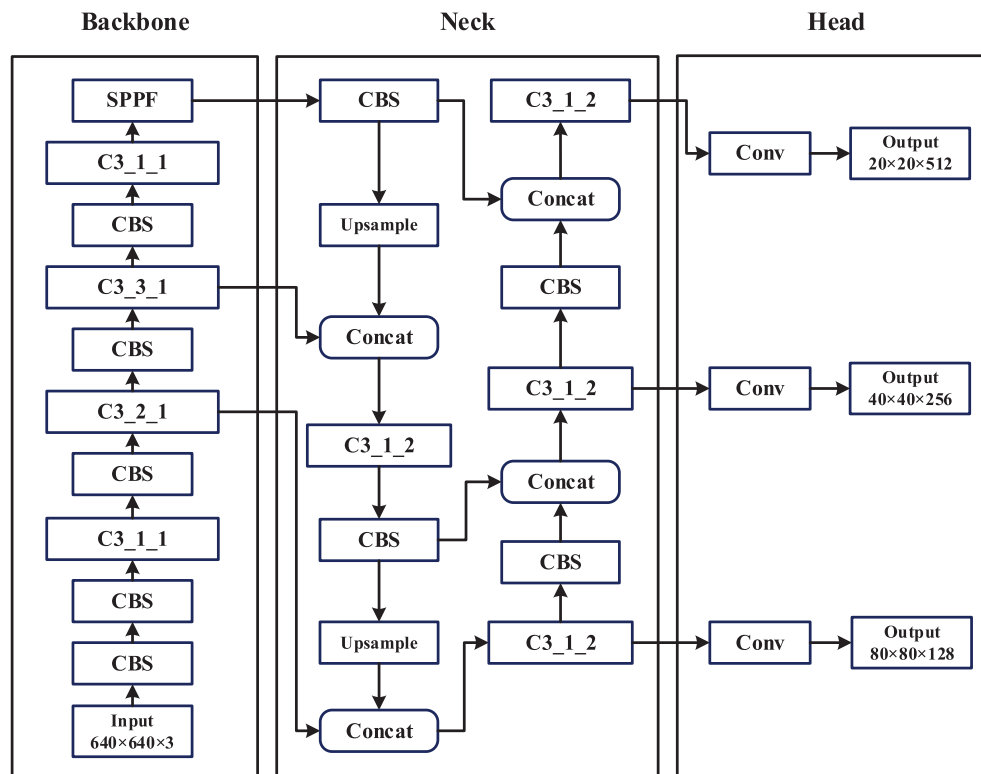 Backbone
Neck
Head
SPPF
C3_1_1
CBS
C3_3_1
CBS
C3_2_1
CBS
C3_1_1
CBS
CBS
Input
640×640×3
CBS
Upsample
Concat
C3_1_2
CBS
Upsample
Concat
C3_1_2
Concat
CBS
C3_1_2
Concat
CBS
C3_1_2
Conv
Output
20×20×512
Conv
Output
40×40×256
Conv
Output
80×80×128